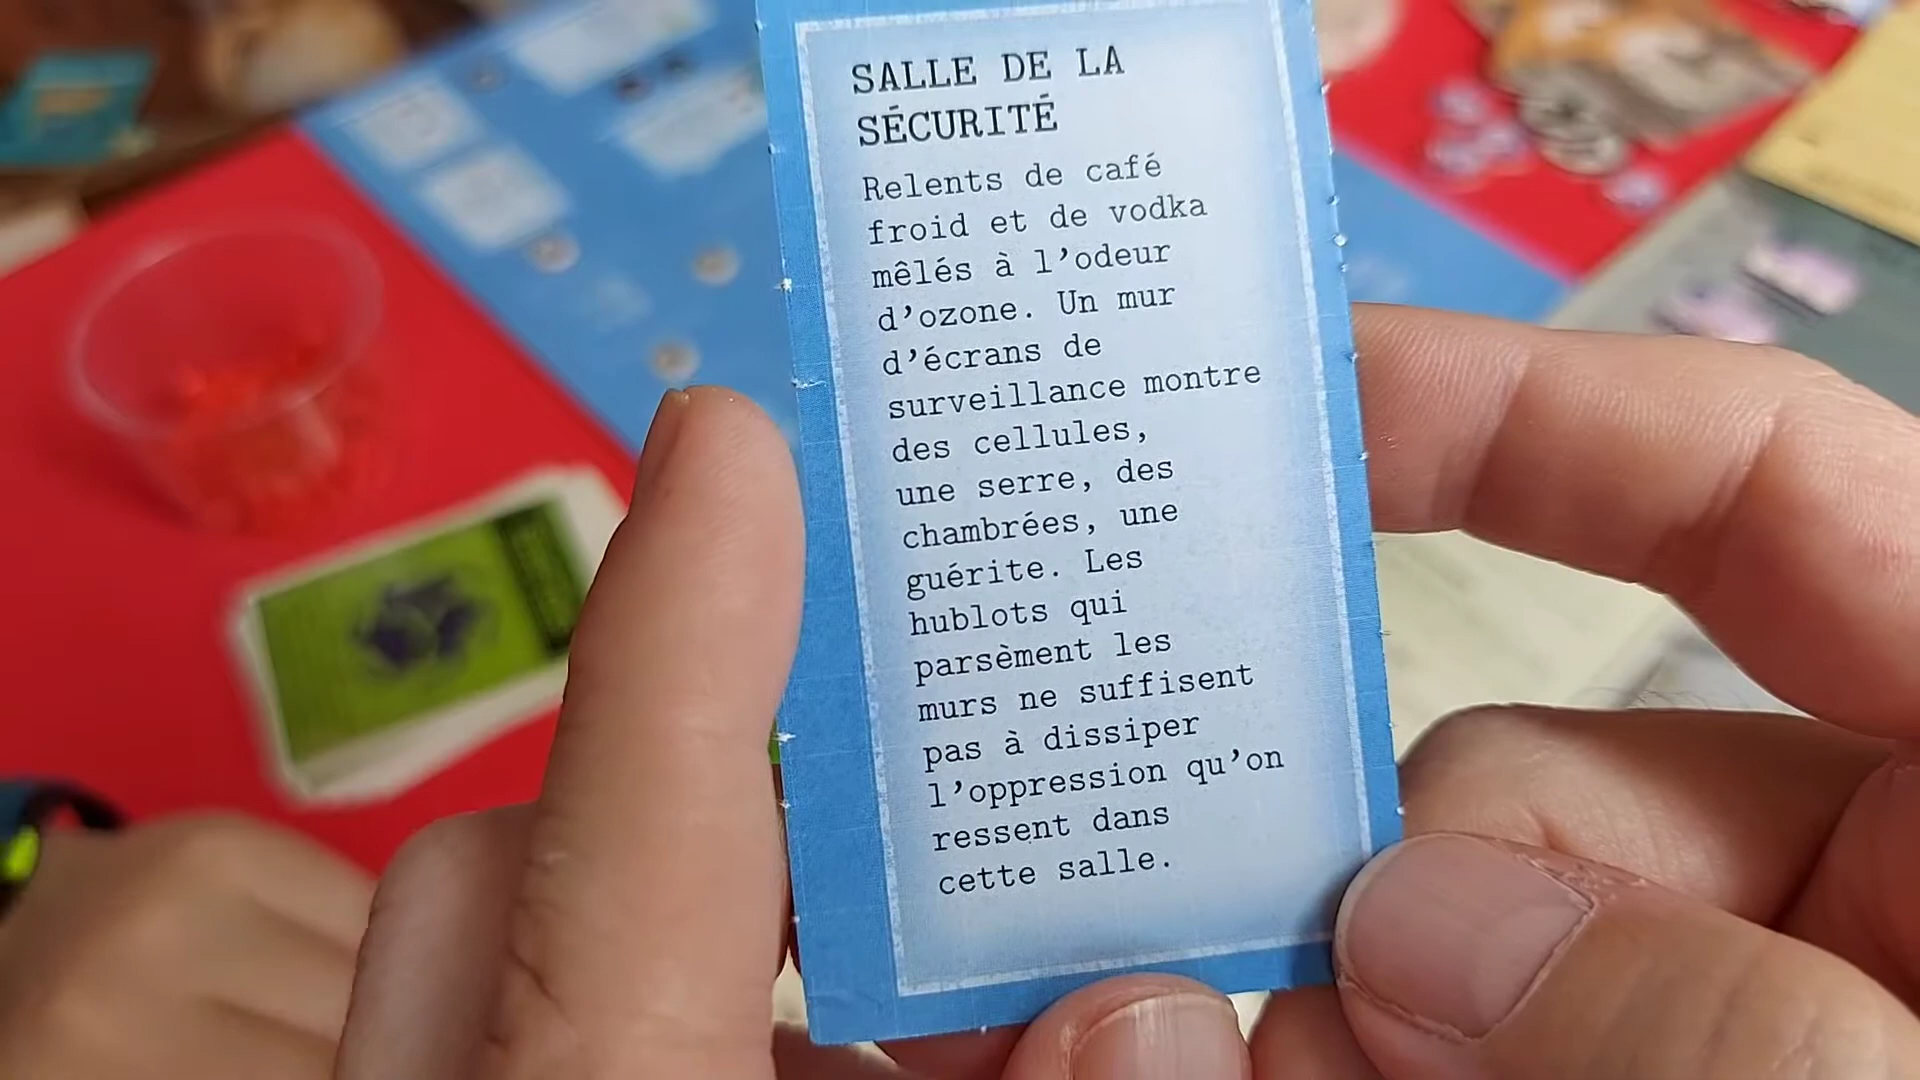 SALLE DE LA
SÉCURITÉ
Relents de café
froid et de vodka
mêlés à l’odeur
d’ozone. Un mur
d’écrans de
surveillance montre
des cellules,
une serre, des
chambrées, une
guérite. Les
hublots qui
parsèment les
murs ne suffisent
pas à dissiper
l’oppression qu’on
ressent dans
cette salle.